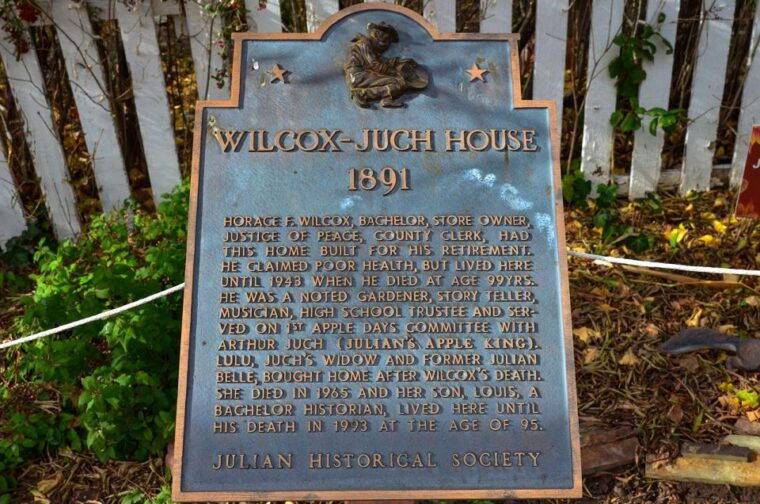 WILCOX-JUCH HOUSE
1891
HORACE F. WILCOX, BACHELOR, STORE OWNER,
JUSTICE OF PEACE, COUNTY CLERK, HAD
THIS HOME BUILT FOR HIS RETIREMENT.
HE CLAIMED POOR HEALTH, BUT LIVED HERE
UNTIL 1943 WHEN HE DIED AT AGE 99YRS.
HE WAS A NOTED GARDENER, STORY TELLER,
MUSICIAN, HIGH SCHOOL TRUSTEE AND SER-
VED ON 1ST APPLE DAYS COMMITTEE WITH
ARTHUR JUCH (JULIAN'S APPLE KING).
LULU, JUCH'S WIDOW AND FORMER JULIAN
BELLE, BOUGHT HOME AFTER WILCOX'S DEATH.
SHE DIED IN 1965 AND HER SON, LOUIS, A
BACHELOR HISTORIAN, LIVED HERE UNTIL
HIS DEATH IN 1993 AT THE AGE OF 95.
JULIAN HISTORICAL SOCIETY